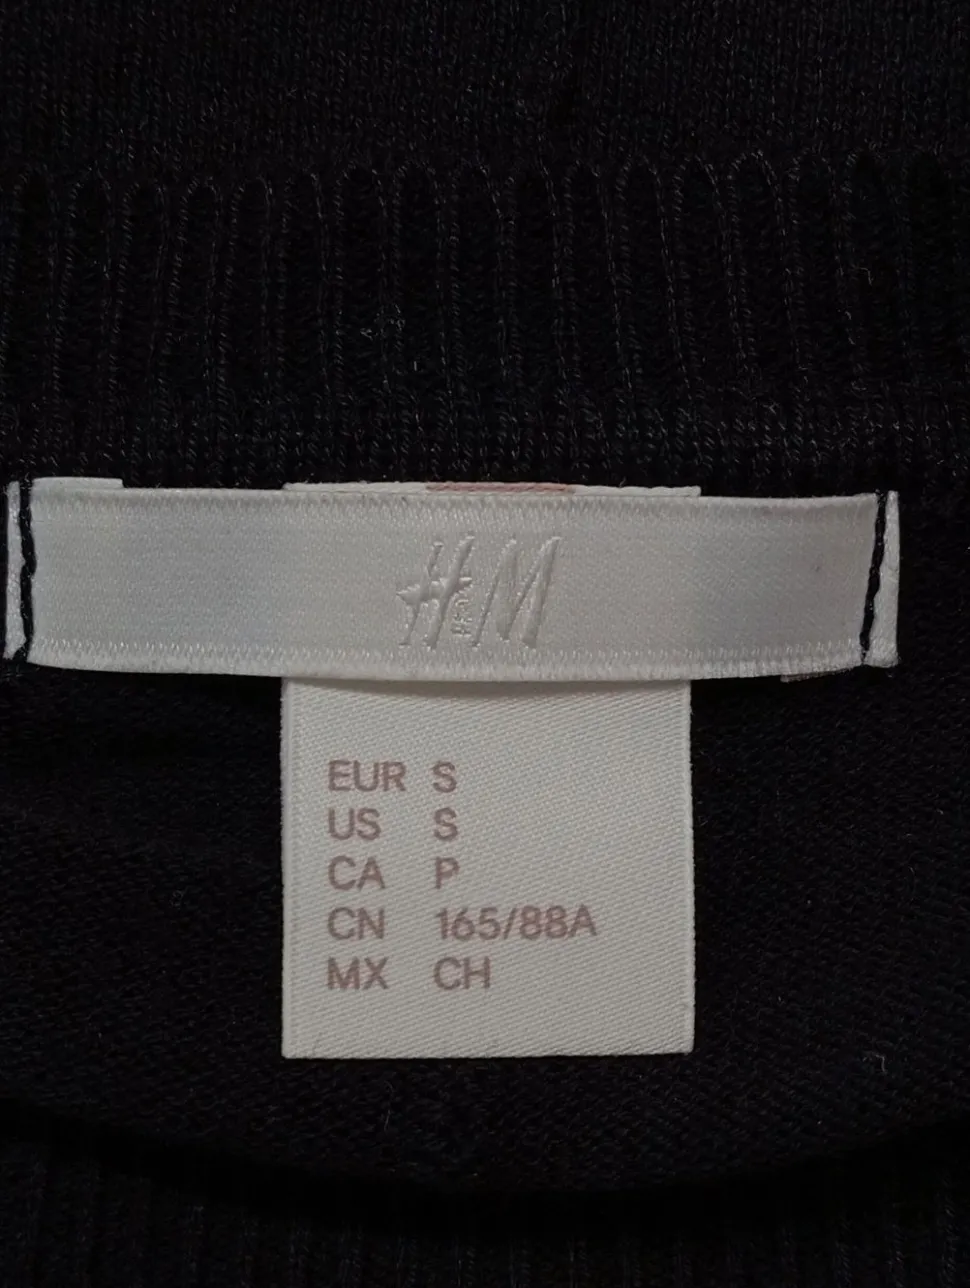 H&M
EUR S
US S
CA P
CN 165/88A
MX CH